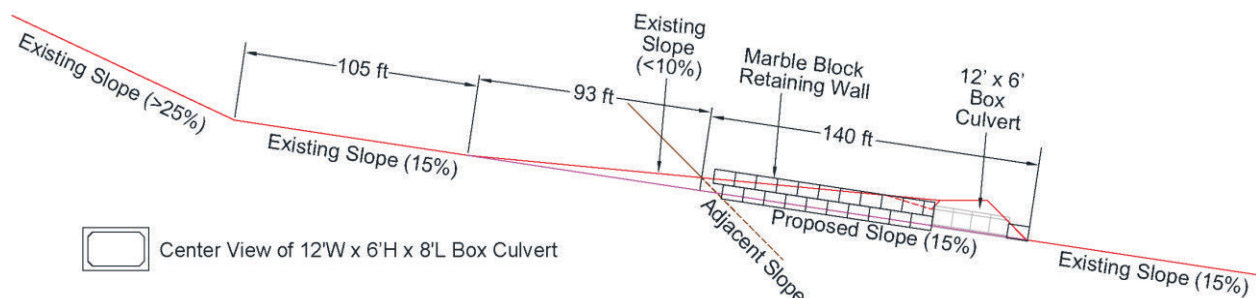 Existing Slope (>25%)
105 ft
Existing Slope (15%)
93 ft
Existing
Slope
(<10%)
Marble Block
Retaining Wall
140 ft
12' x 6'
Box
Culvert
Adjacent Slope
Proposed Slope (15%)
Existing Slope (15%)
Center View of 12'W x 6'H x 8'L Box Culvert